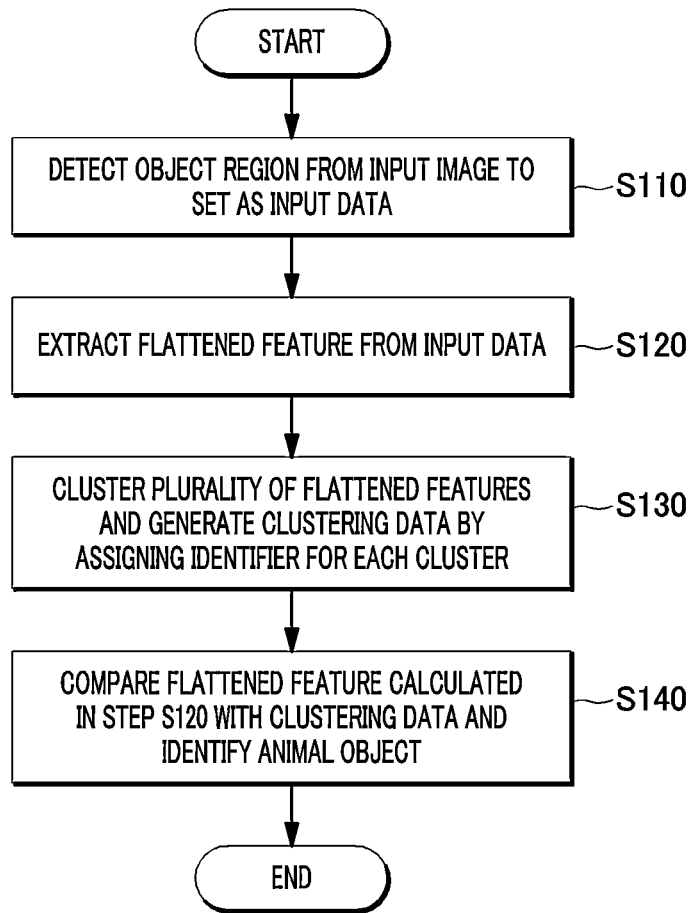 START
DETECT OBJECT REGION FROM INPUT IMAGE TO
SET AS INPUT DATA
S110
EXTRACT FLATTENED FEATURE FROM INPUT DATA
S120
CLUSTER PLURALITY OF FLATTENED FEATURES
AND GENERATE CLUSTERING DATA BY
ASSIGNING IDENTIFIER FOR EACH CLUSTER
S130
COMPARE FLATTENED FEATURE CALCULATED
IN STEP S120 WITH CLUSTERING DATA AND
IDENTIFY ANIMAL OBJECT
S140
END